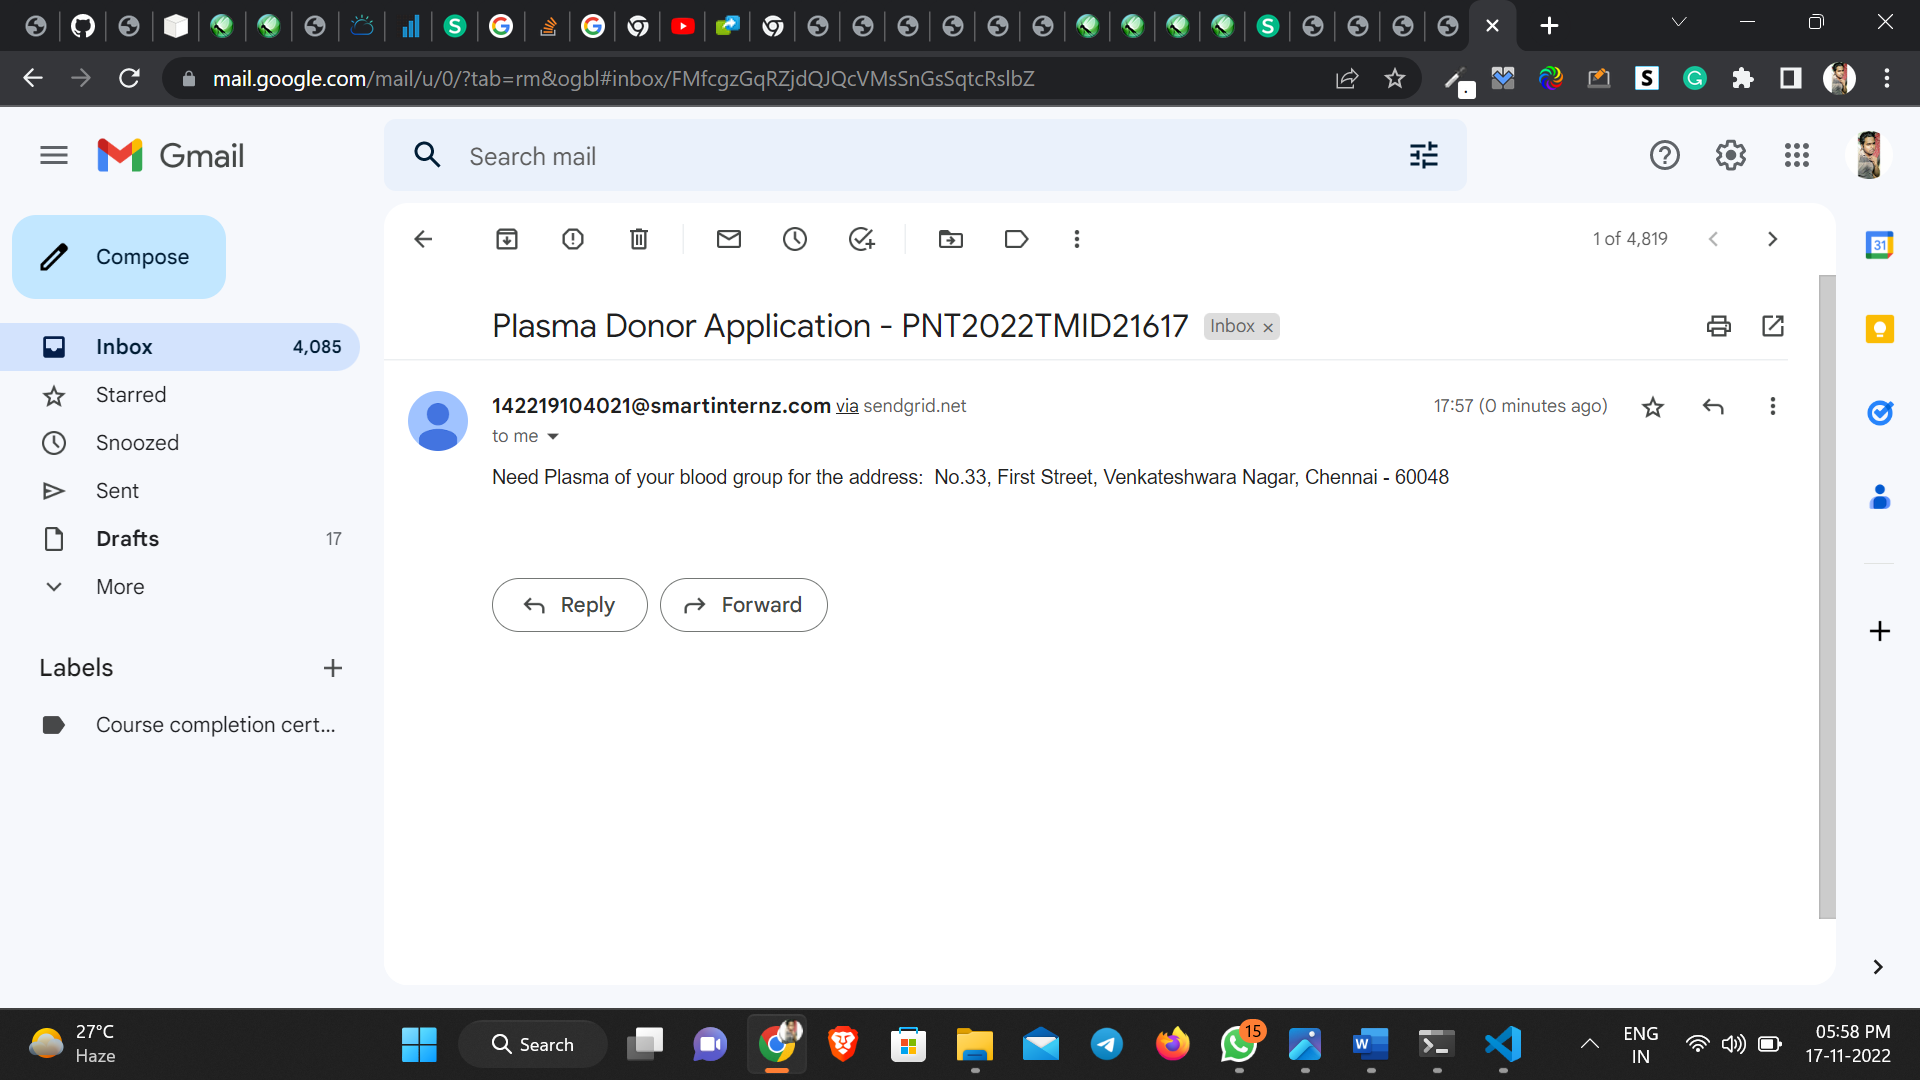 mail.google.com/mail/u/0/?tab=rm&ogbl#inbox/FMfcgzGqRZjdQJQcVMsSnGsSqtcRslbZ
Gmail
Search mail
Compose
1 of 4,819
31
Plasma Donor Application - PNT2022TMID21617 Inbox ×
Inbox 4,085
Starred
Snoozed
Sent
Drafts 17
More
Labels
Course completion cert...
142219104021@smartinternz.com via sendgrid.net
17:57 (0 minutes ago)
to me
Need Plasma of your blood group for the address:  No.33, First Street, Venkateshwara Nagar, Chennai - 60048
Reply
Forward
27°C
Haze
Search
15
ENG
IN
05:58 PM
17-11-2022